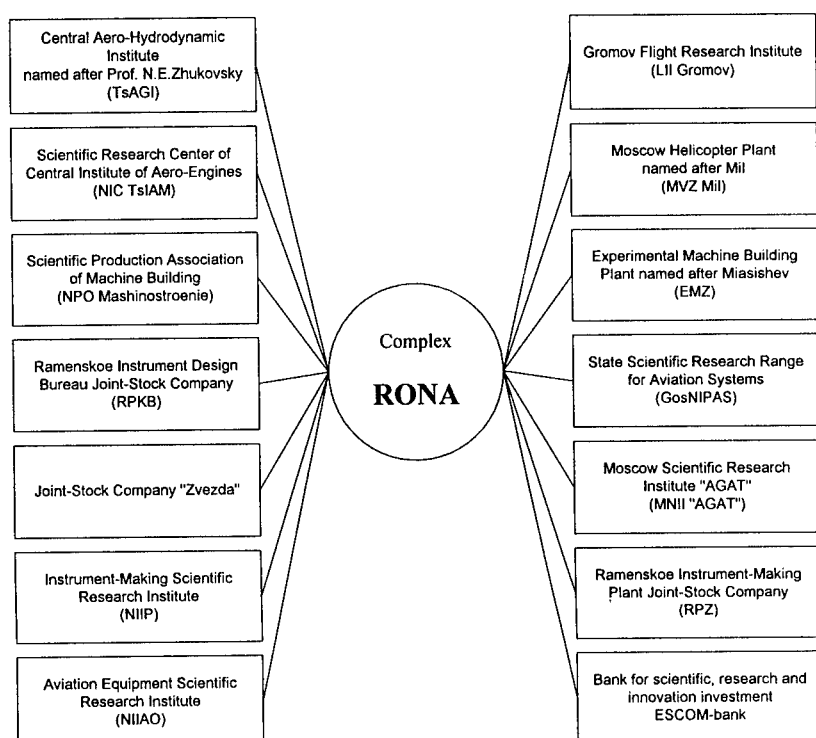 Central Aero-Hydrodynamic
Institute
named after Prof. N.E.Zhukovsky
(TsAGI)
Scientific Research Center of
Central Institute of Aero-Engines
(NIC TsIAM)
Scientific Production Association
of Machine Building
(NPO Mashinostroenie)
Ramenskoe Instrument Design
Bureau Joint-Stock Company
(RPKB)
Joint-Stock Company "Zvezda"
Instrument-Making Scientific
Research Institute
(NIIP)
Aviation Equipment Scientific
Research Institute
(NIIAO)
Complex
RONA
Gromov Flight Research Institute
(LII Gromov)
Moscow Helicopter Plant
named after Mil
(MVZ Mil)
Experimental Machine Building
Plant named after Miasishev
(EMZ)
State Scientific Research Range
for Aviation Systems
(GosNIPAS)
Moscow Scientific Research
Institute "AGAT"
(MNII "AGAT")
Ramenskoe Instrument-Making
Plant Joint-Stock Company
(RPZ)
Bank for scientific, research and
innovation investment
ESCOM-bank